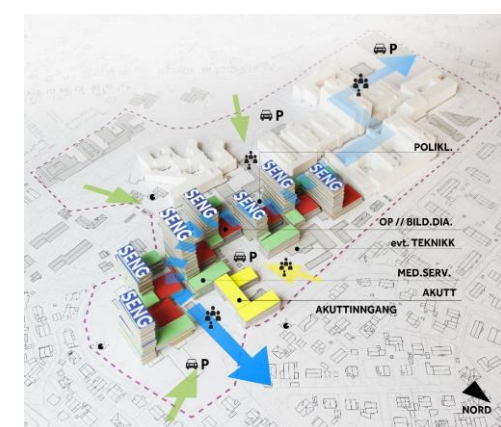 P
P
POLIKL.
SENG
SENG
SENG
OP // BILD.DIA.
SENG
SENG
evt. TEKNIKK
P
MED.SERV.
SENG
AKUTT
SENG
AKUTTINNGANG
P
NORD